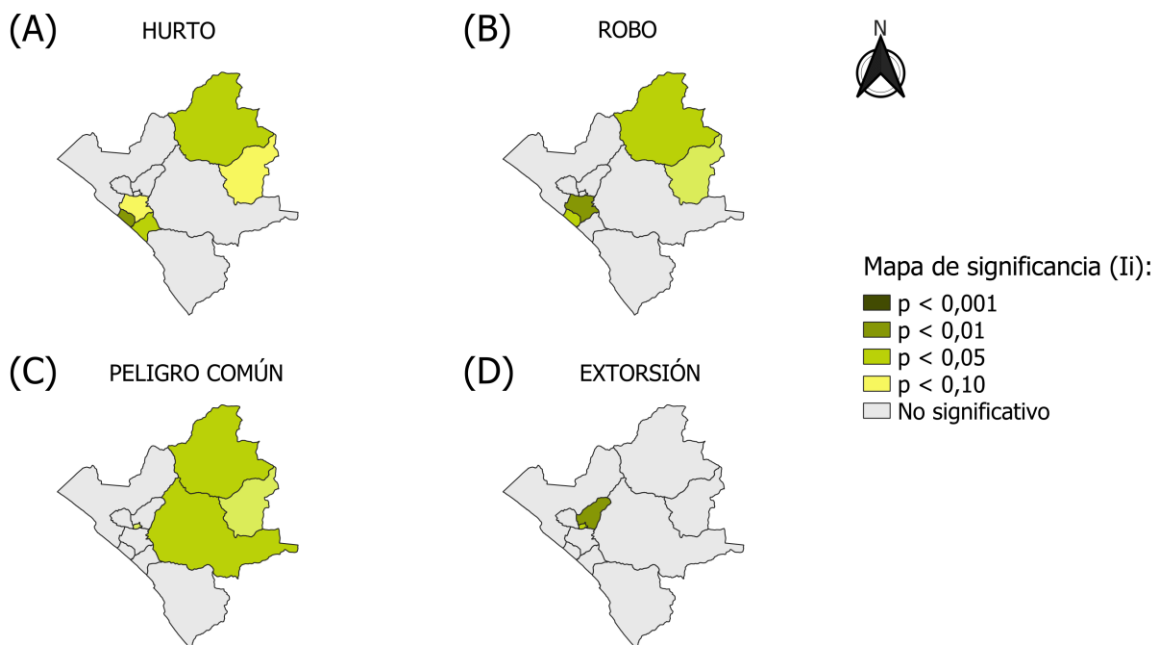 (A) HURTO
(B) ROBO
N
Mapa de significancia (Ii):
p < 0,001
p < 0,01
p < 0,05
p < 0,10
No significativo
(C) PELIGRO COMÚN
(D) EXTORSIÓN